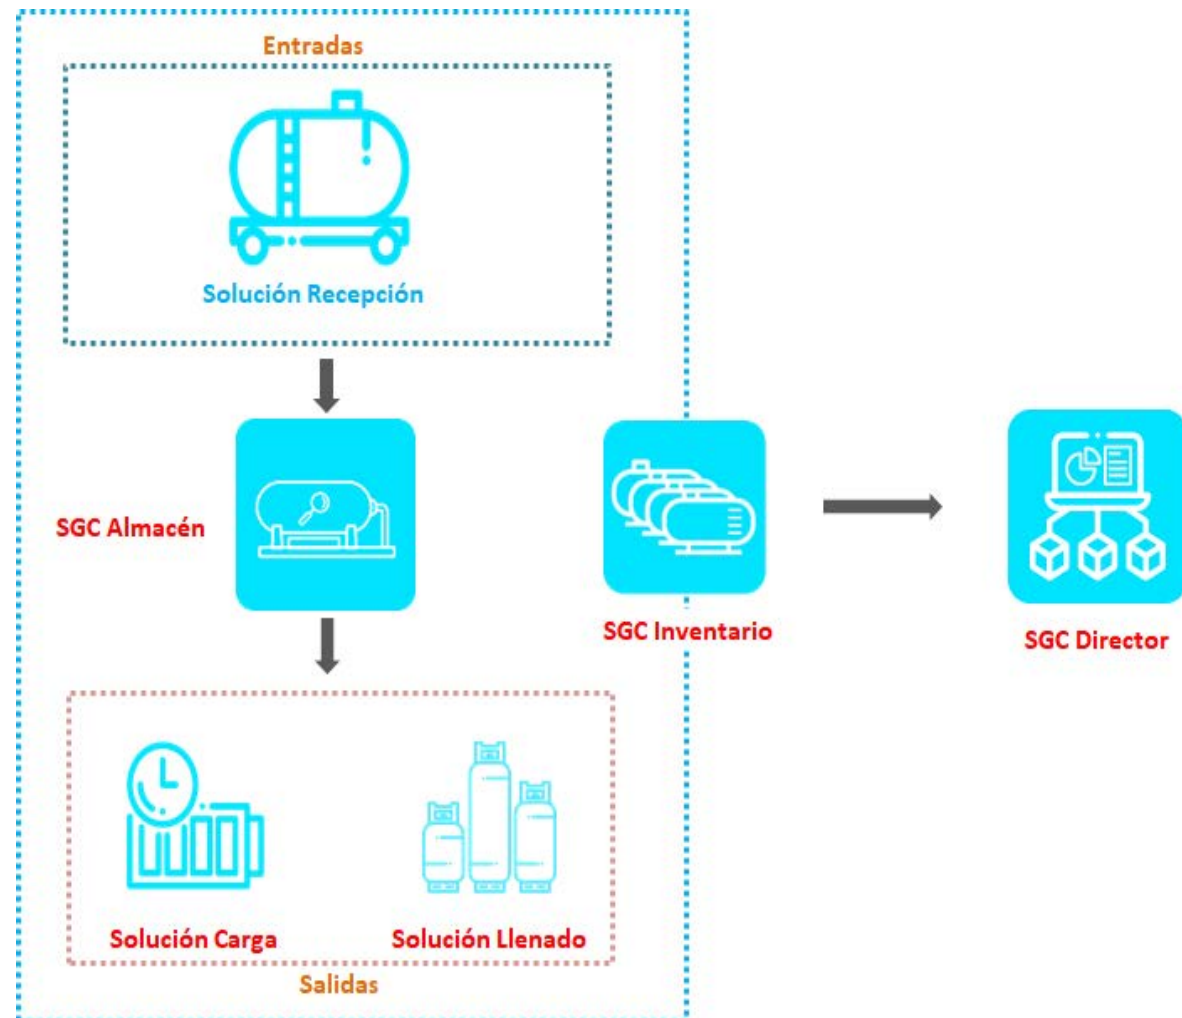 Entradas
Solución Recepción
SGC Almacén
SGC Inventario
SGC Director
Solución Carga
Solución Llenado
Salidas